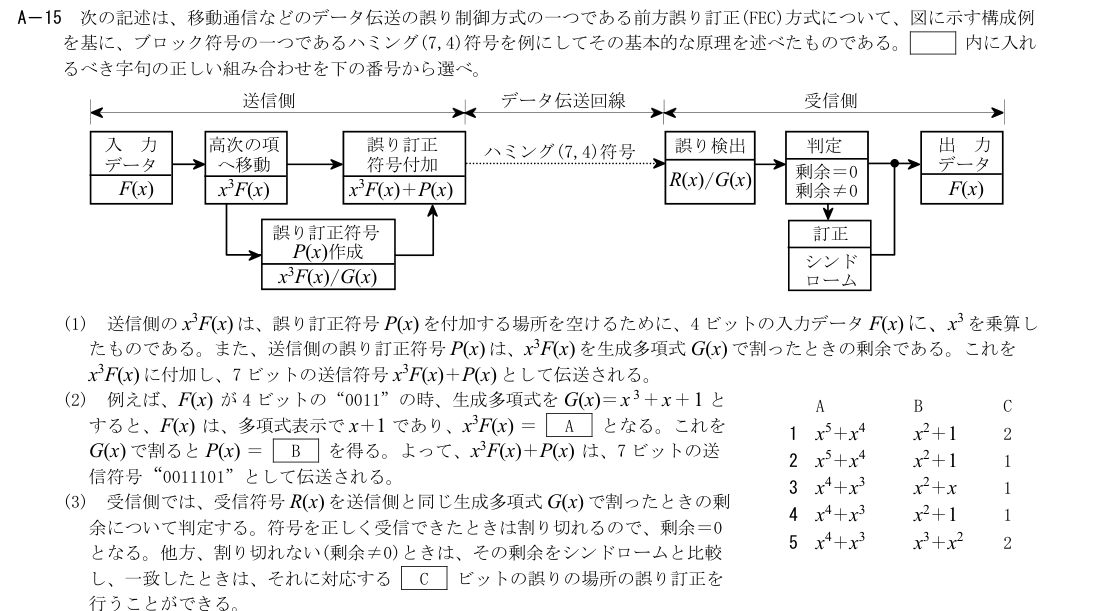 A－15 次の記述は、移動通信などのデータ伝送の誤り制御方式の一つである前方誤り訂正(FEC)方式について、図に示す構成例
を基に、ブロック符号の一つであるハミング(7,4)符号を例にしてその基本的な原理を述べたものである。 内に入れ
るべき字句の正しい組み合わせを下の番号から選べ。
送信側 データ伝送回線 受信側
入 力
データ
F(x)
高次の項
へ移動
x³F(x)
誤り訂正
符号付加
x³F(x)+P(x)
ハミング(7,4)符号
誤り検出
R(x)/G(x)
判定
剰余=0
剰余≠0
出 力
データ
F(x)
誤り訂正符号
P(x)作成
x³F(x)/G(x)
訂正
シンド
ローム
(1) 送信側の x³F(x) は、誤り訂正符号 P(x) を付加する場所を空けるために、4 ビットの入力データ F(x) に、x³を乗算し
たものである。また、送信側の誤り訂正符号 P(x) は、x³F(x) を生成多項式 G(x) で割ったときの剰余である。これを
x³F(x) に付加し、7 ビットの送信符号 x³F(x)+P(x) として伝送される。
(2) 例えば、F(x) が 4 ビットの“0011”の時、生成多項式を G(x)=x³+x+1 と
すると、F(x) は、多項式表示で x+1 であり、x³F(x) = A となる。これを
G(x) で割ると P(x) = B を得る。よって、x³F(x)+P(x) は、7 ビットの送
信符号“0011101”として伝送される。
(3) 受信側では、受信符号 R(x) を送信側と同じ生成多項式 G(x) で割ったときの剰
余について判定する。符号を正しく受信できたときは割り切れるので、剰余=0
となる。他方、割り切れない(剰余≠0)ときは、その剰余をシンドロームと比較
し、一致したときは、それに対応する C ビットの誤りの場所の誤り訂正を
行うことができる。
A B C
1 x⁵+x⁴ x²+1 2
2 x⁵+x⁴ x²+1 1
3 x⁴+x³ x²+x 1
4 x⁴+x³ x²+1 1
5 x⁴+x³ x³+x² 2